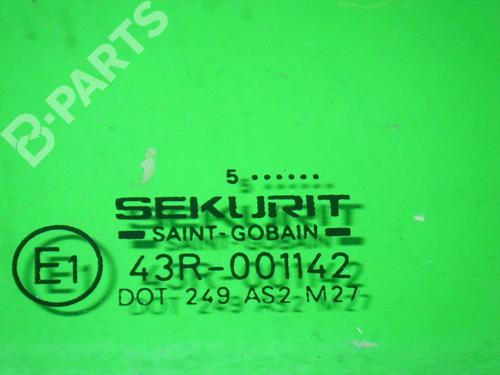 B-PARTS
5 ......
SEKURIT
SAINT-GOBAIN
E1 43R-001142
DOT 249 AS2 M27